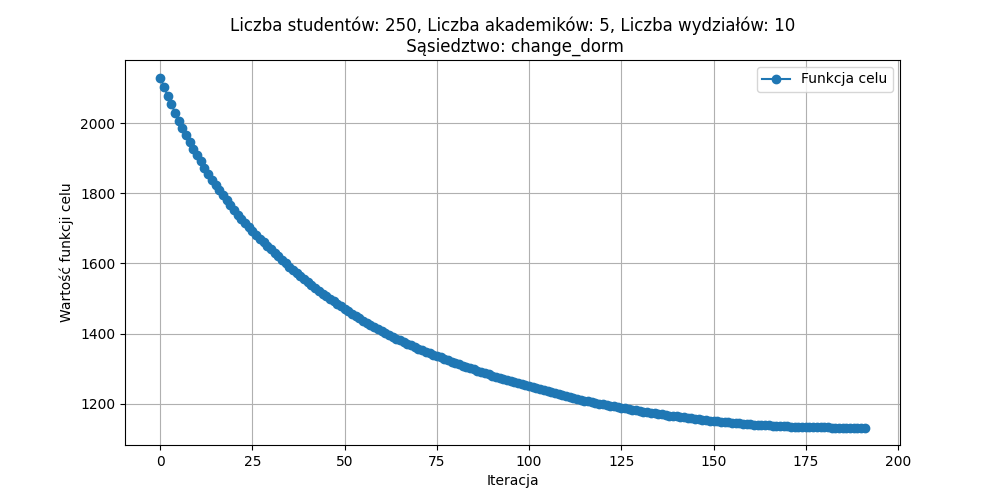 Liczba studentów: 250, Liczba akademików: 5, Liczba wydziałów: 10
Sąsiedztwo: change_dorm
Funkcja celu
Wartość funkcji celu
2000
1800
1600
1400
1200
0 25 50 75 100 125 150 175 200
Iteracja